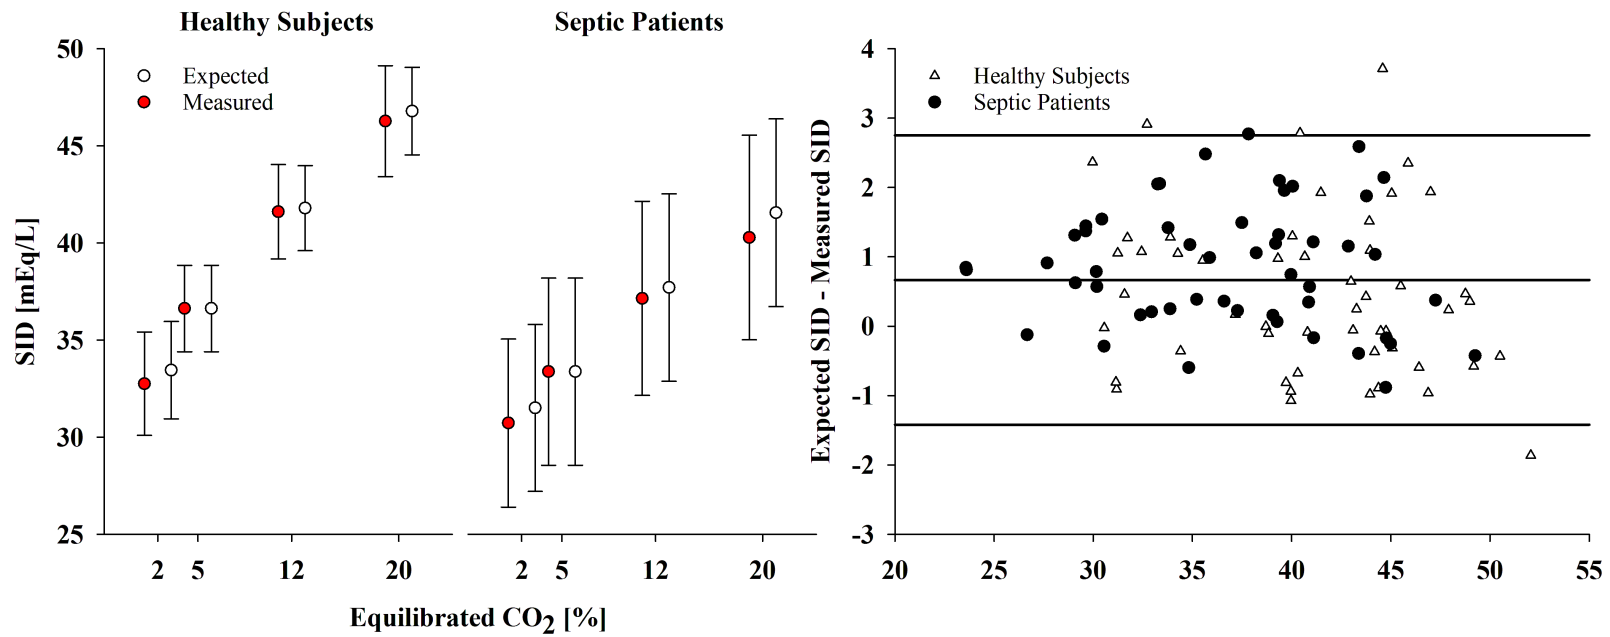 Healthy Subjects
Septic Patients
Expected
Measured
50
45
40
35
30
25
SID [mEq/L]
2 5 12 20
2 5 12 20
Equilibrated CO2 [%]
Healthy Subjects
Septic Patients
4
3
2
1
0
-1
-2
-3
Expected SID - Measured SID
20 25 30 35 40 45 50 55